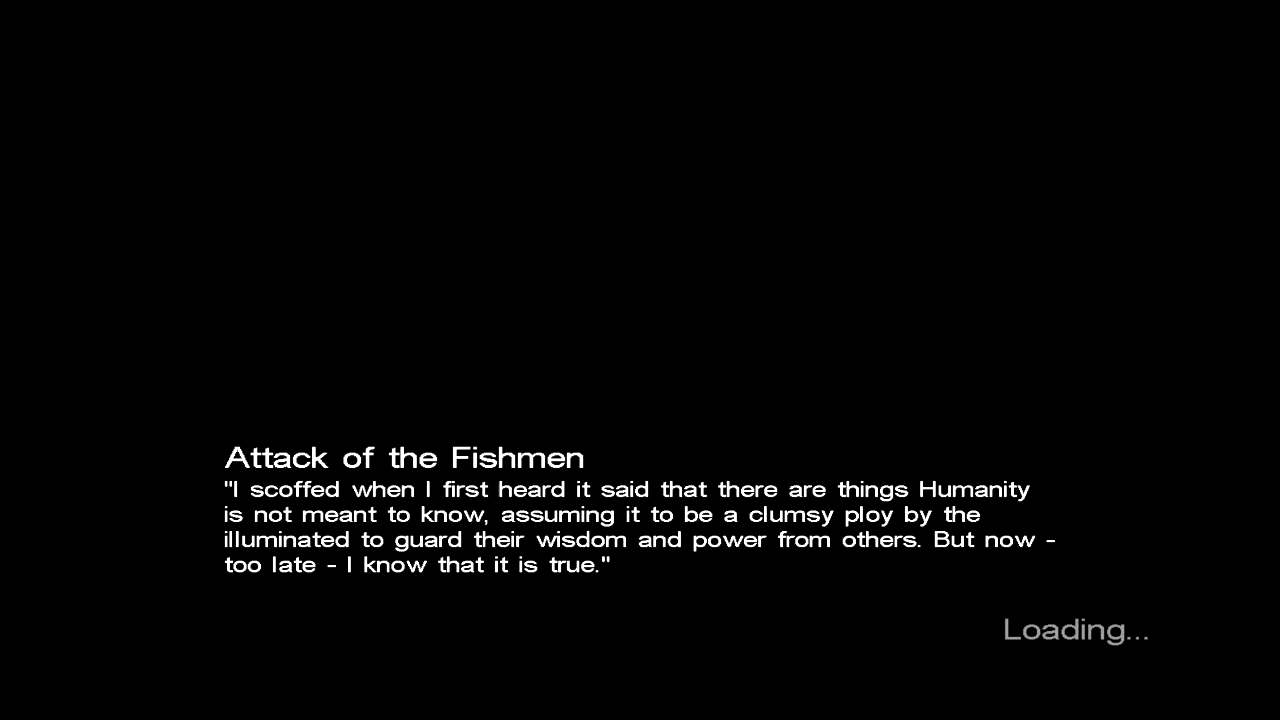 Attack of the Fishmen
"I scoffed when I first heard it said that there are things Humanity
is not meant to know, assuming it to be a clumsy ploy by the
illuminated to guard their wisdom and power from others. But now -
too late - I know that it is true."
Loading...